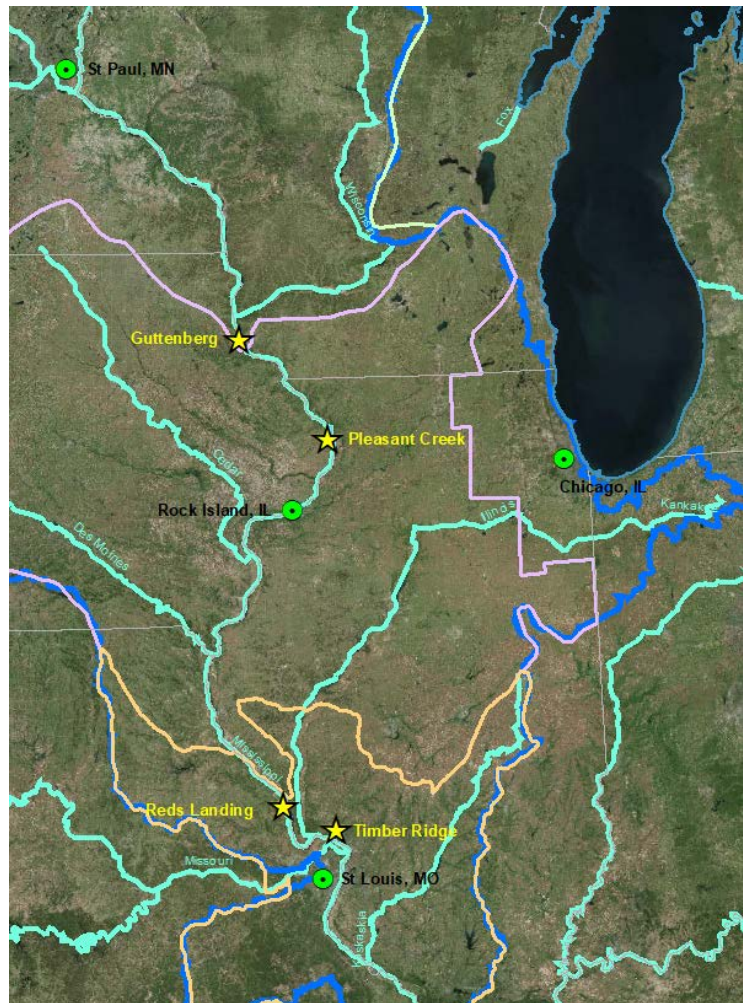 St Paul, MN
Fox
Wisconsin
Guttenberg
Pleasant Creek
Cedar
Chicago, IL
Rock Island, IL
Illinois
Kankakee
Des Moines
Mississippi
Reds Landing
Timber Ridge
Missouri
St Louis, MO
Kaskaskia